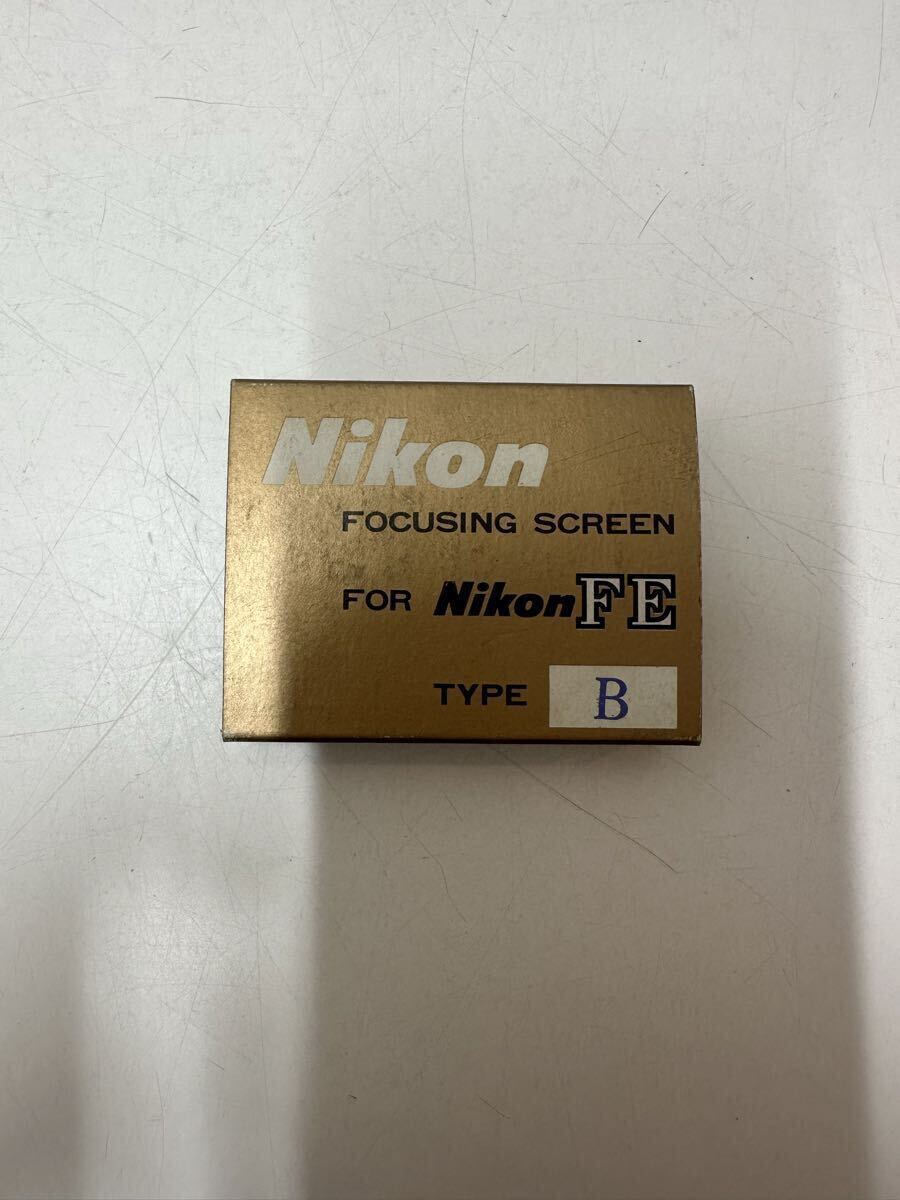 Nikon
FOCUSING SCREEN
FOR Nikon FE
TYPE B